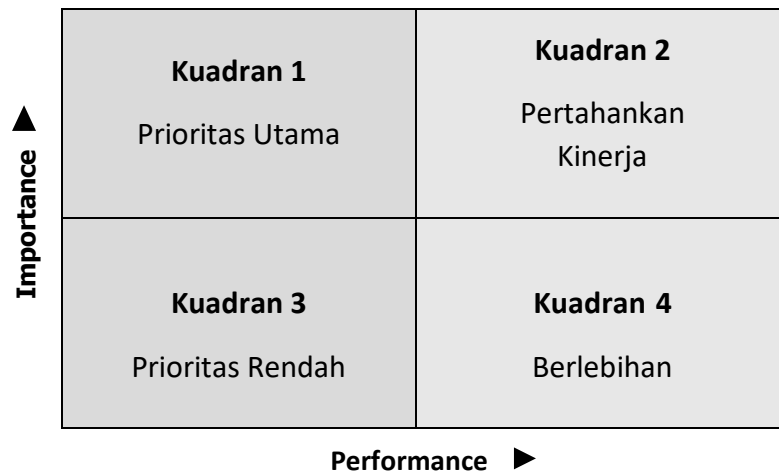 Kuadran 1
Prioritas Utama
Kuadran 2
Pertahankan
Kinerja
Importance ▶
Kuadran 3
Prioritas Rendah
Kuadran 4
Berlebihan
Performance ▶